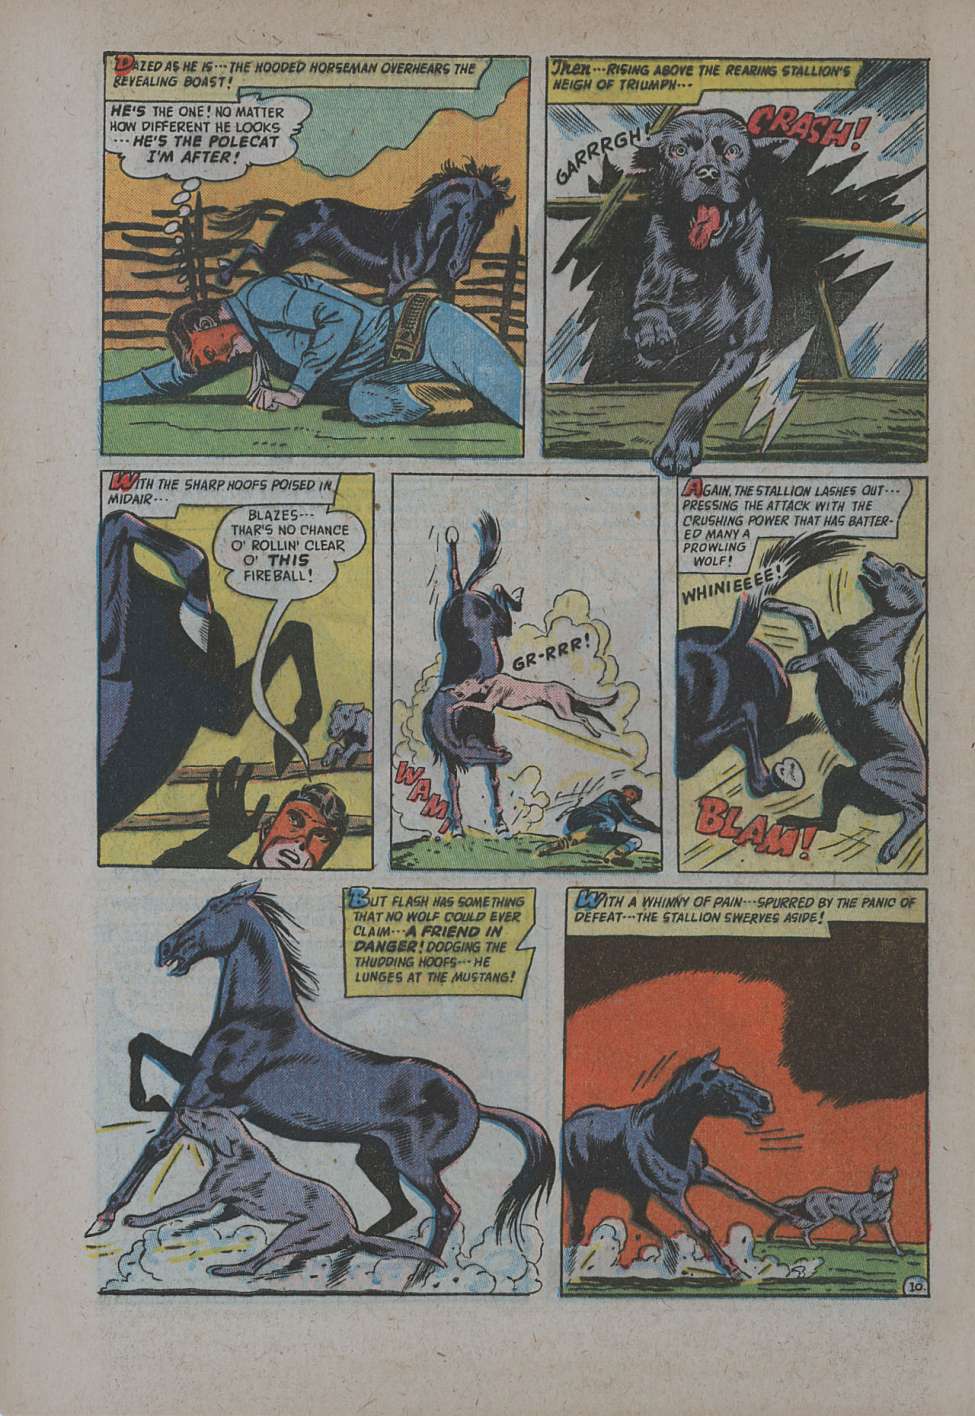 DAZED AS HE IS--- THE HOODED HORSEMAN OVERHEARS THE
REVEALING BOAST!
HE'S THE ONE! NO MATTER
HOW DIFFERENT HE LOOKS
--- HE'S THE POLECAT
I'M AFTER!
Then---RISING ABOVE THE REARING STALLION'S
NEIGH OF TRIUMPH---
GARRRGH!
CRASH!
WITH THE SHARP HOOFS POISED IN
MIDAIR---
BLAZES---
THAR'S NO CHANCE
O' ROLLIN' CLEAR
O' THIS
FIREBALL!
GR-RRR!
WAM!
AGAIN, THE STALLION LASHES OUT---
PRESSING THE ATTACK WITH THE
CRUSHING POWER THAT HAS BATTER-
ED MANY A
PROWLING
WOLF!
WHINIEEEE!
BLAM!
BUT FLASH HAS SOMETHING
THAT NO WOLF COULD EVER
CLAIM---A FRIEND IN
DANGER! DODGING THE
THUDDING HOOFS---HE
LUNGES AT THE MUSTANG!
WITH A WHINNY OF PAIN---SPURRED BY THE PANIC OF
DEFEAT---THE STALLION SWERVES ASIDE!
10